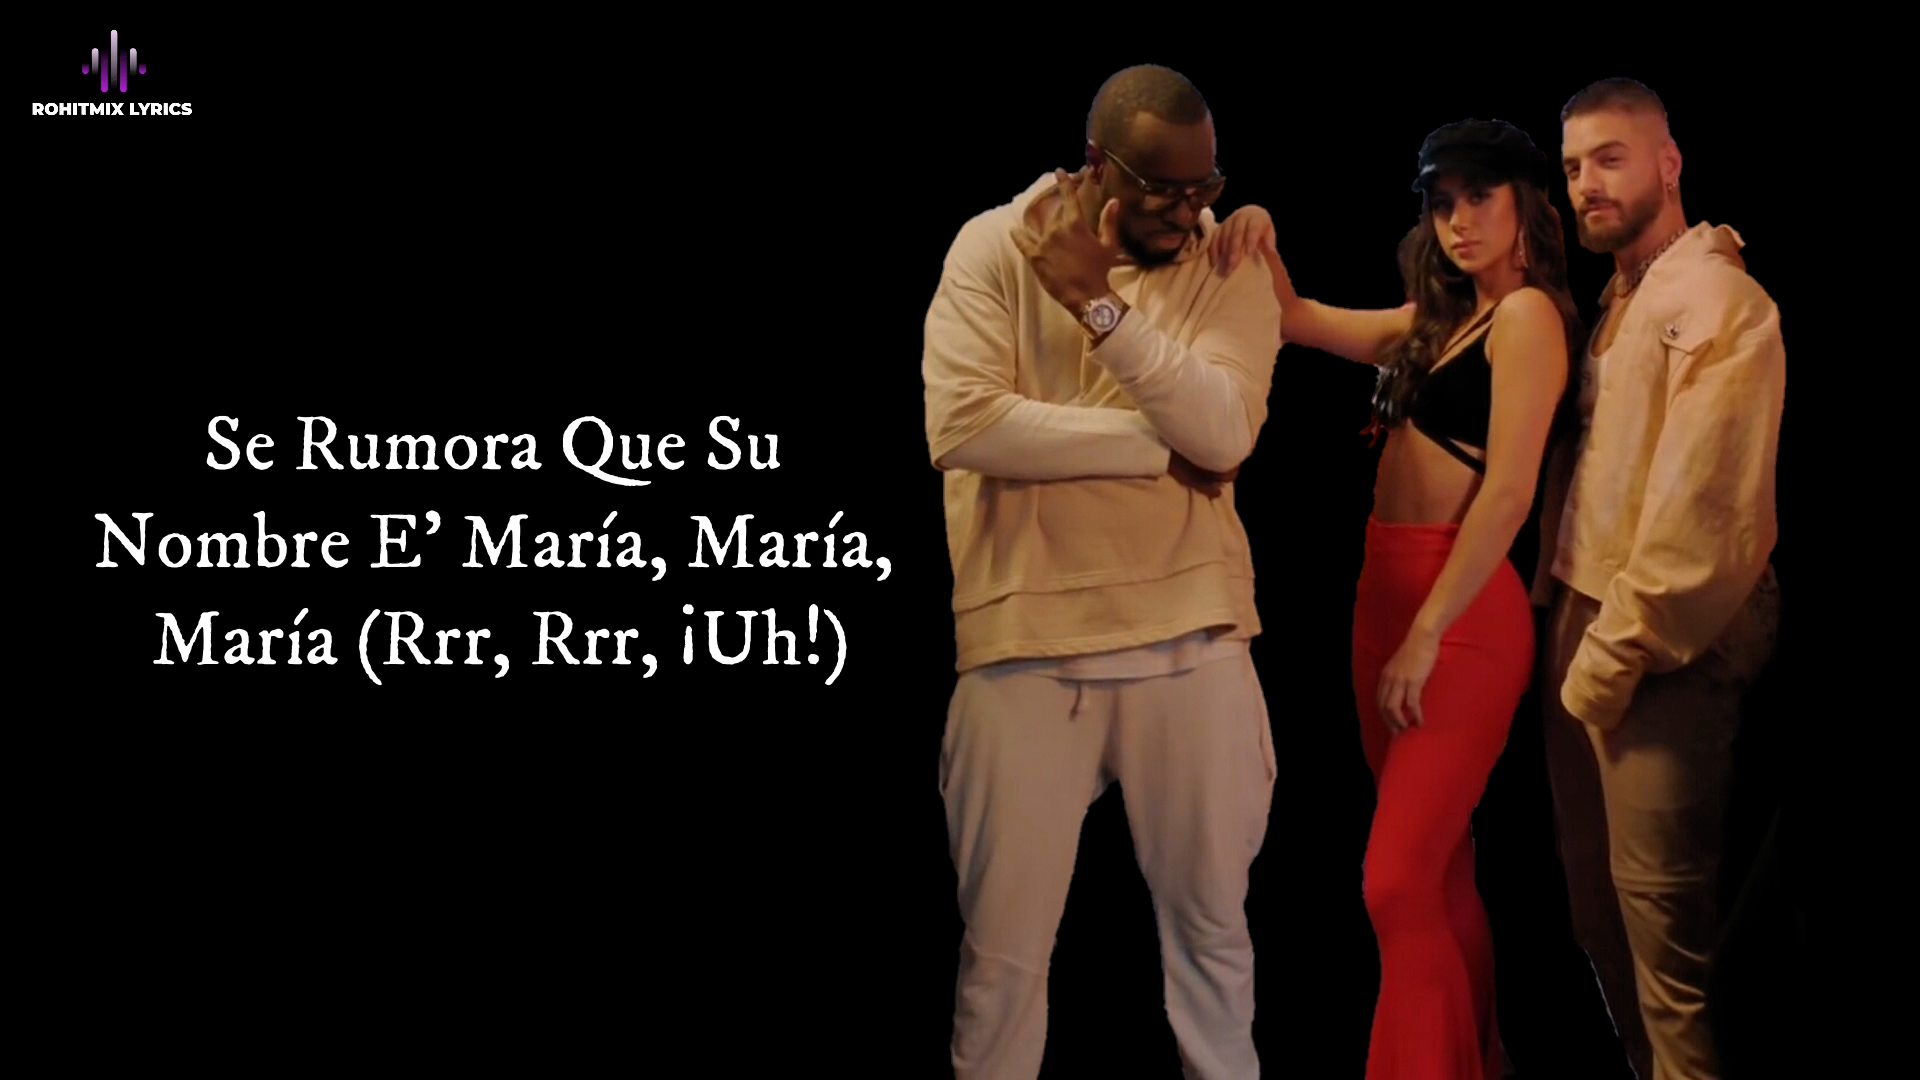 ROHITMIX LYRICS
Se Rumora Que Su
Nombre E’ María, María,
María (Rrr, Rrr, ¡Uh!)